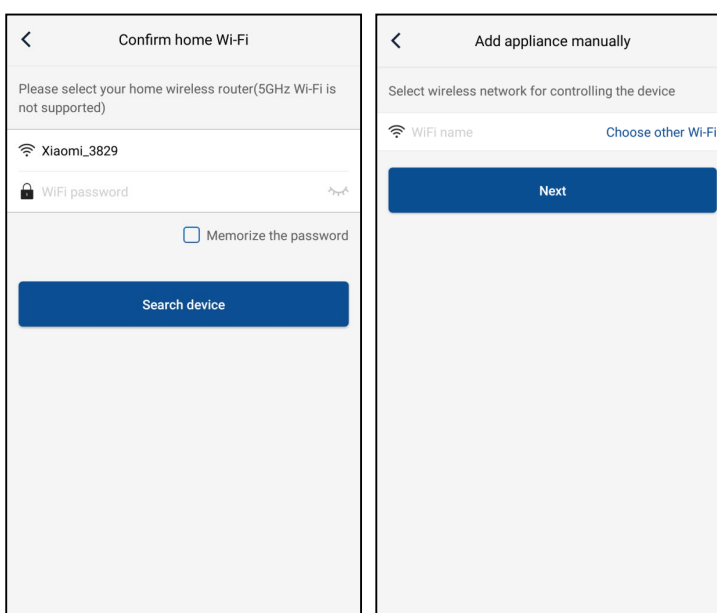 Confirm home Wi-Fi
Please select your home wireless router(5GHz Wi-Fi is
not supported)
Xiaomi_3829
WiFi password
Memorize the password
Search device
Add appliance manually
Select wireless network for controlling the device
WiFi name Choose other Wi-Fi
Next